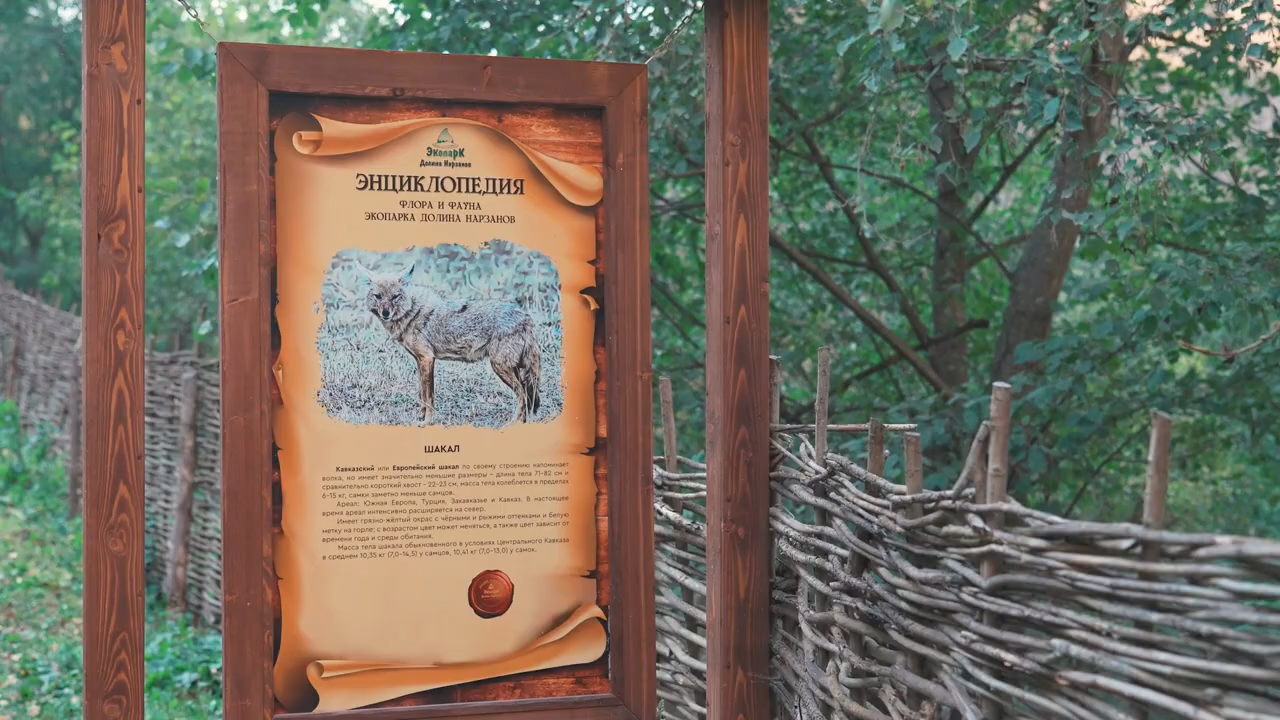 ЭкопарК
Долина Нарзанов
ЭНЦИКЛОПЕДИЯ
ФЛОРА И ФАУНА
ЭКОПАРКА ДОЛИНА НАРЗАНОВ
ШАКАЛ
Кавказский или Европейский шакал по своему строению напоминает
волка, но имеет значительно меньшие размеры – длина тела 71–82 см и
сравнительно короткий хвост – 22–23 см; масса тела колеблется в пределах
6–15 кг, самки заметно меньше самцов.
Ареал: Южная Европа, Турция, Закавказье и Кавказ. В настоящее
время ареал интенсивно расширяется на север.
Имеет грязно-жёлтый окрас с чёрными и рыжими оттенками и белую
метку на горле; с возрастом цвет может меняться, а также цвет зависит от
времени года и среды обитания.
Масса тела шакала обыкновенного в условиях Центрального Кавказа
в среднем 10,35 кг (7,0–14,5) у самцов, 10,41 кг (7,0–13,0) у самок.